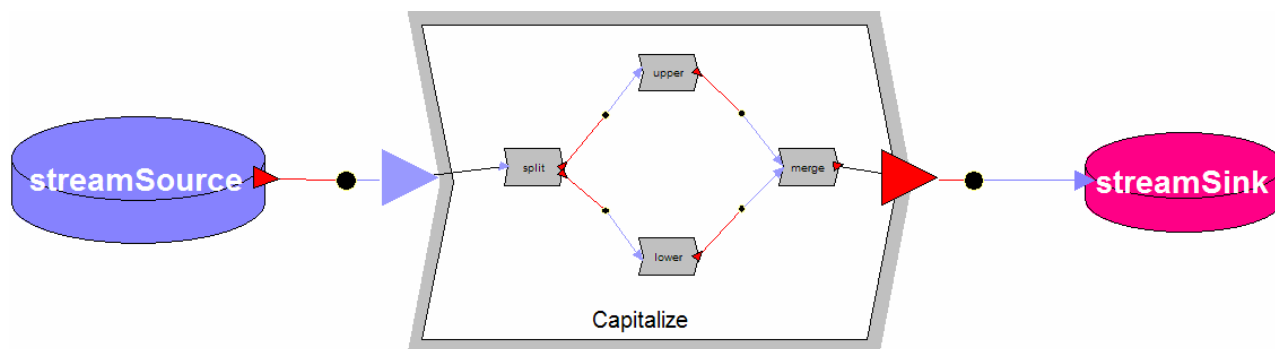 streamSource
split
upper
lower
merge
Capitalize
streamSink